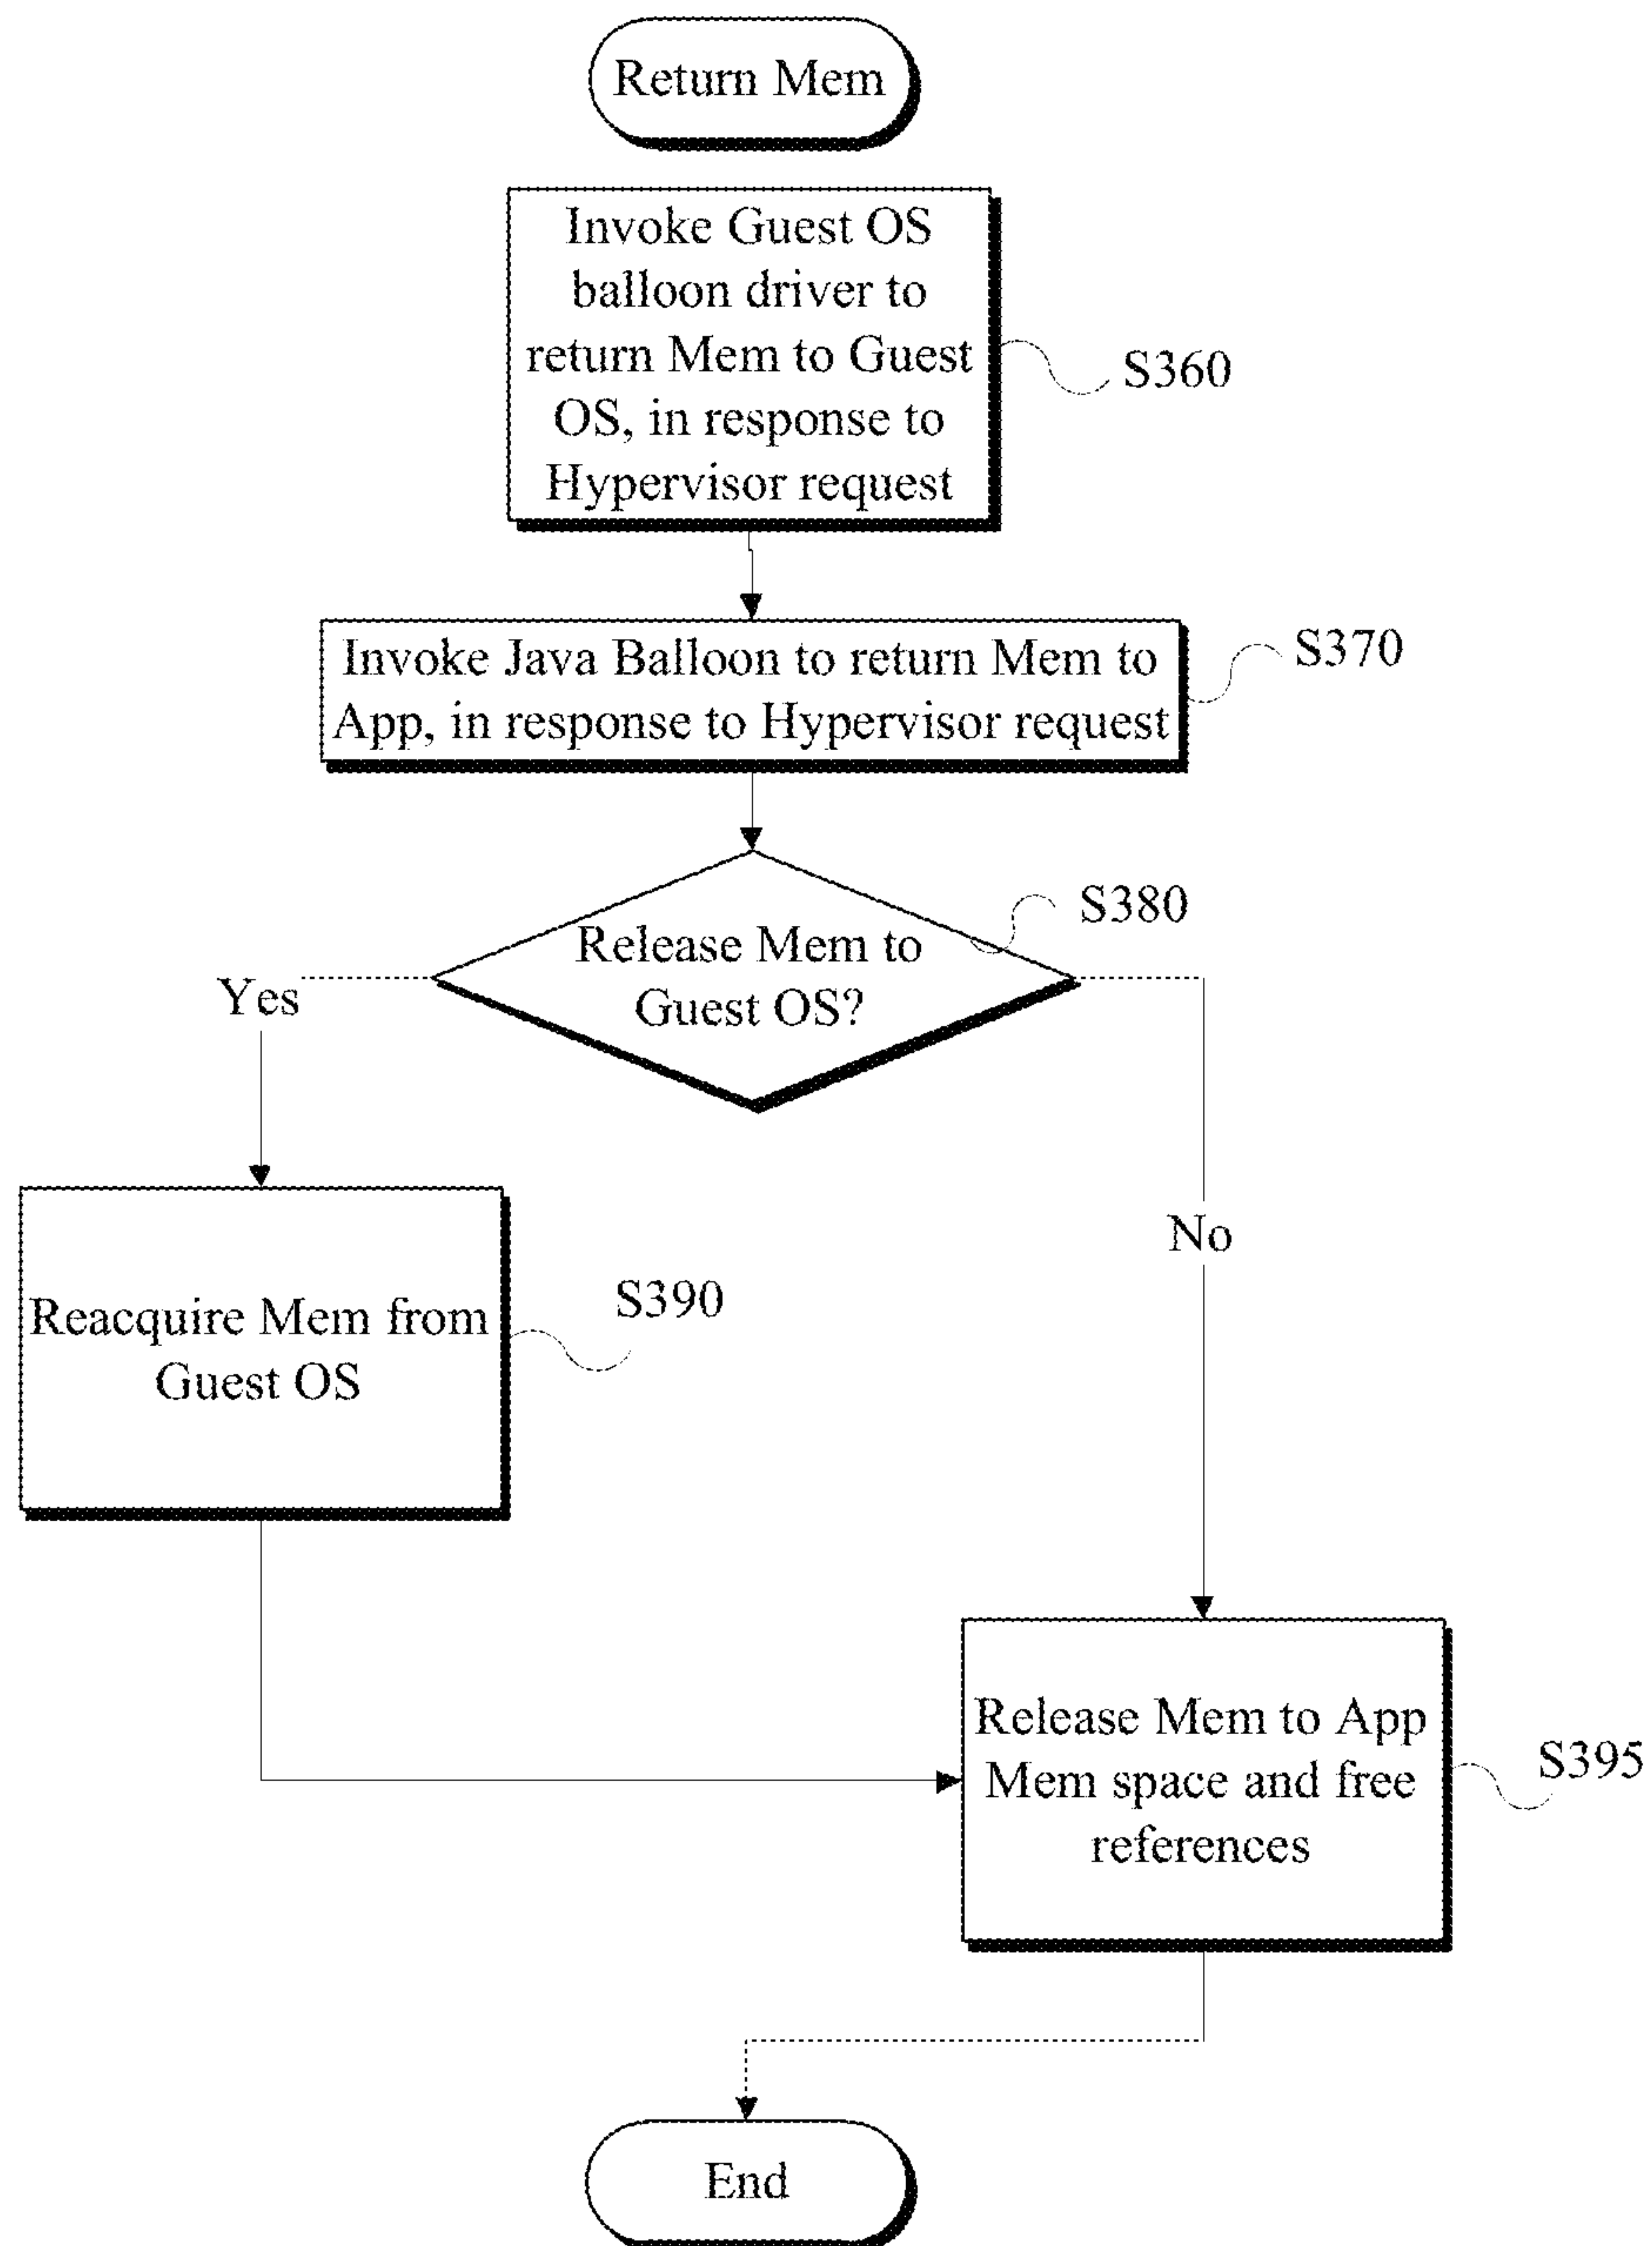 Return Mem
Invoke Guest OS
balloon driver to
return Mem to Guest
OS, in response to
Hypervisor request
S360
Invoke Java Balloon to return Mem to
App, in response to Hypervisor request
S370
S380
Release Mem to
Guest OS?
Yes
No
Reacquire Mem from
Guest OS
S390
Release Mem to App
Mem space and free
references
S395
End